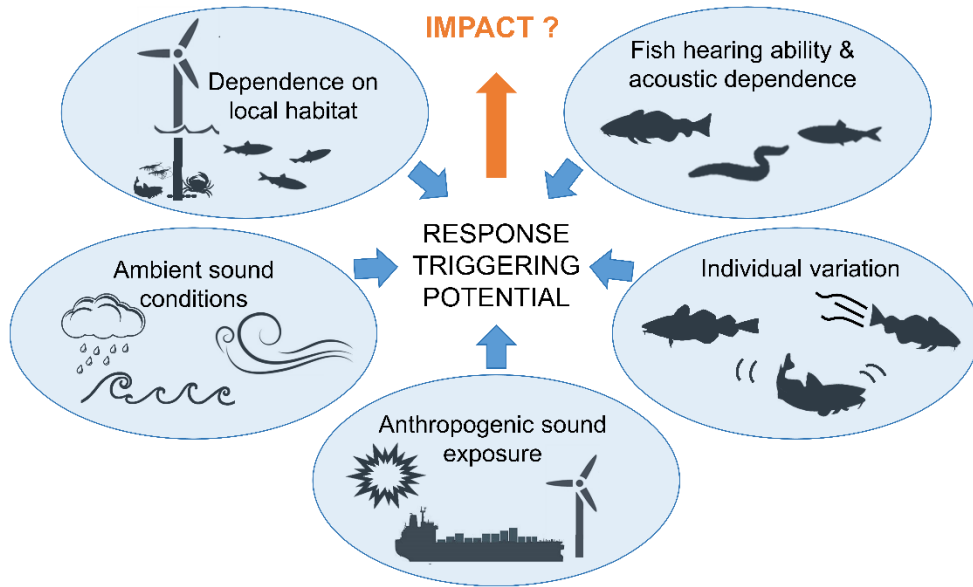 IMPACT ?
Dependence on
local habitat
Fish hearing ability &
acoustic dependence
RESPONSE
TRIGGERING
POTENTIAL
Ambient sound
conditions
Individual variation
Anthropogenic sound
exposure